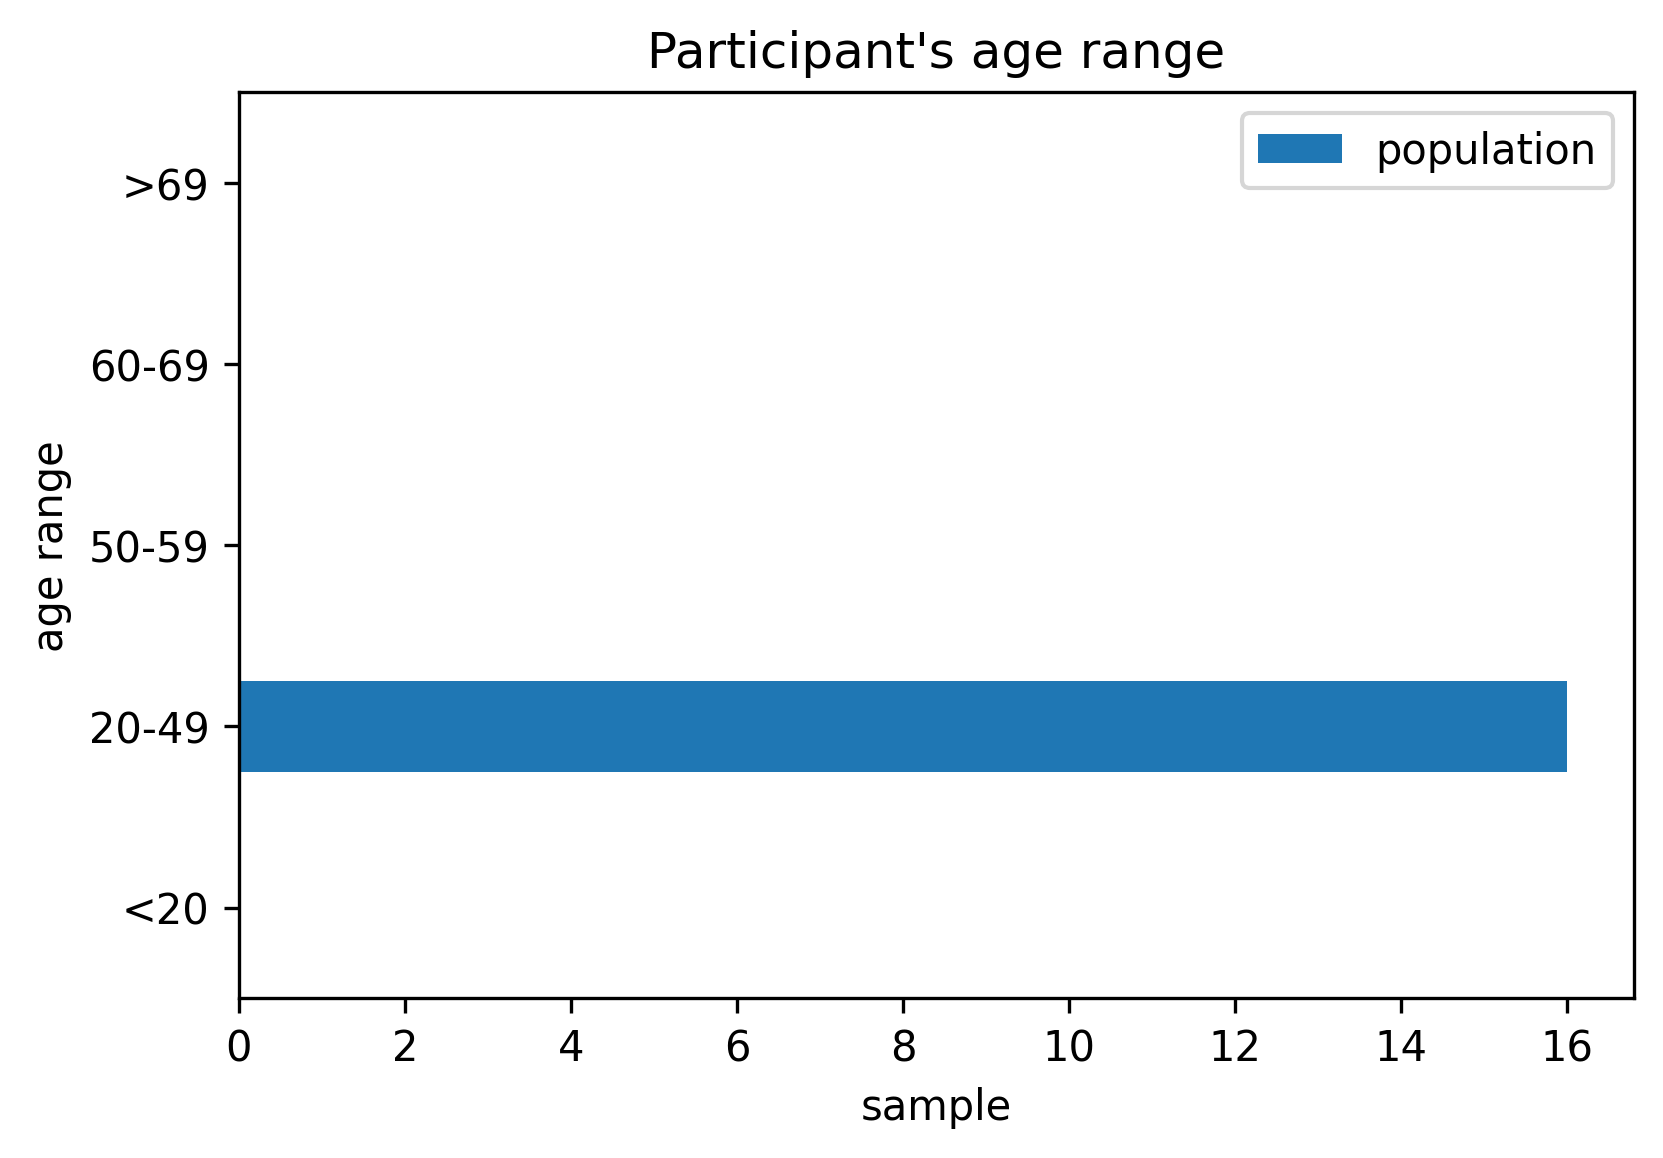 Participant's age range
population
>69
60-69
50-59
20-49
<20
age range
0 2 4 6 8 10 12 14 16
sample